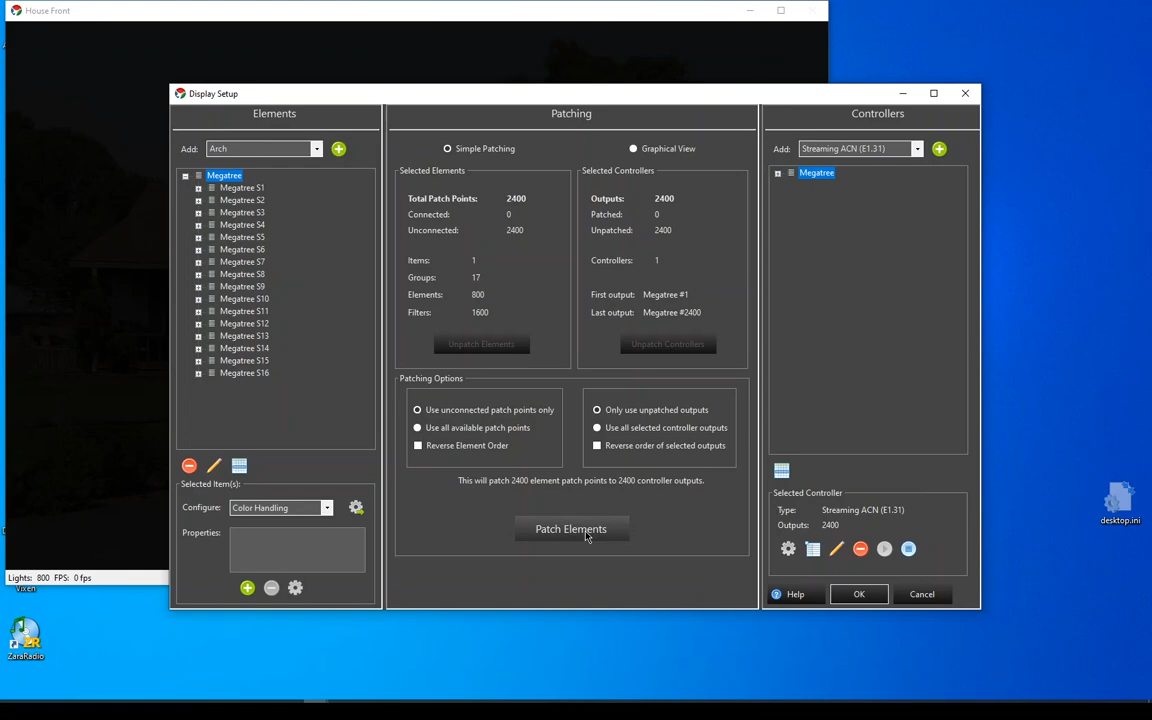 House Front
Display Setup
Elements
Patching
Controllers
Add:
Arch
Simple Patching
Graphical View
Add:
Streaming ACN (E1.31)
Megatree
Megatree S1
Megatree S2
Megatree S3
Megatree S4
Megatree S5
Megatree S6
Megatree S7
Megatree S8
Megatree S9
Megatree S10
Megatree S11
Megatree S12
Megatree S13
Megatree S14
Megatree S15
Megatree S16
Selected Elements
Total Patch Points: 2400
Connected: 0
Unconnected: 2400
Items: 1
Groups: 17
Elements: 800
Filters: 1600
Unpatch Elements
Selected Controllers
Outputs: 2400
Patched: 0
Unpatched: 2400
Controllers: 1
First output: Megatree #1
Last output: Megatree #2400
Unpatch Controllers
Megatree
Patching Options
Use unconnected patch points only
Use all available patch points
Reverse Element Order
Only use unpatched outputs
Use all selected controller outputs
Reverse order of selected outputs
This will patch 2400 element patch points to 2400 controller outputs.
Patch Elements
Selected Item(s):
Configure: Color Handling
Properties:
Selected Controller
Type: Streaming ACN (E1.31)
Outputs: 2400
Help
OK
Cancel
Lights: 800 FPS: 0 fps
Vixen
ZaraRadio
desktop.ini